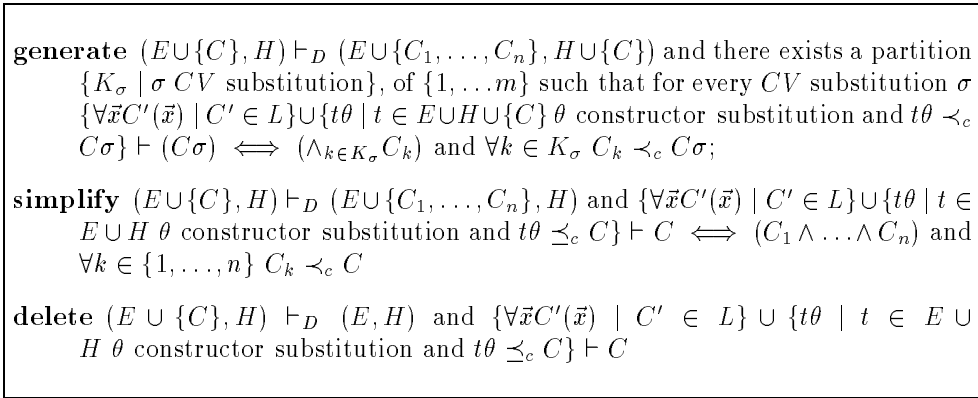 generate (E∪{C}, H) ⊢_D (E∪{C_1, . . . , C_n}, H∪{C}) and there exists a partition
{K_σ | σ CV substitution}, of {1, . . . m} such that for every CV substitution σ
{∀x⃗C′(x⃗) | C′ ∈ L}∪{tθ | t ∈ E∪H∪{C} θ constructor substitution and tθ ≺_c
Cσ} ⊢ (Cσ) ⟺ (∧_{k∈K_σ} C_k) and ∀k ∈ K_σ C_k ≺_c Cσ;
simplify (E∪{C}, H) ⊢_D (E∪{C_1, . . . , C_n}, H) and {∀x⃗C′(x⃗) | C′ ∈ L}∪{tθ | t ∈
E ∪ H θ constructor substitution and tθ ⪯_c C} ⊢ C ⟺ (C_1 ∧ . . . ∧ C_n) and
∀k ∈ {1, . . . , n} C_k ≺_c C
delete (E ∪ {C}, H) ⊢_D (E, H) and {∀x⃗C′(x⃗) | C′ ∈ L} ∪ {tθ | t ∈ E ∪
H θ constructor substitution and tθ ⪯_c C} ⊢ C